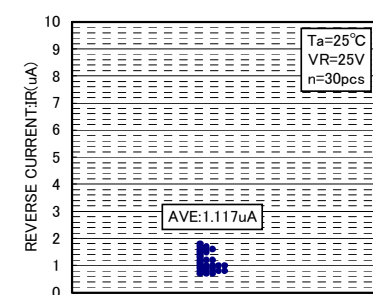 REVERSE CURRENT:IR(uA)
10
9
8
7
6
5
4
3
2
1
0
Ta=25℃
VR=25V
n=30pcs
AVE:1.117uA